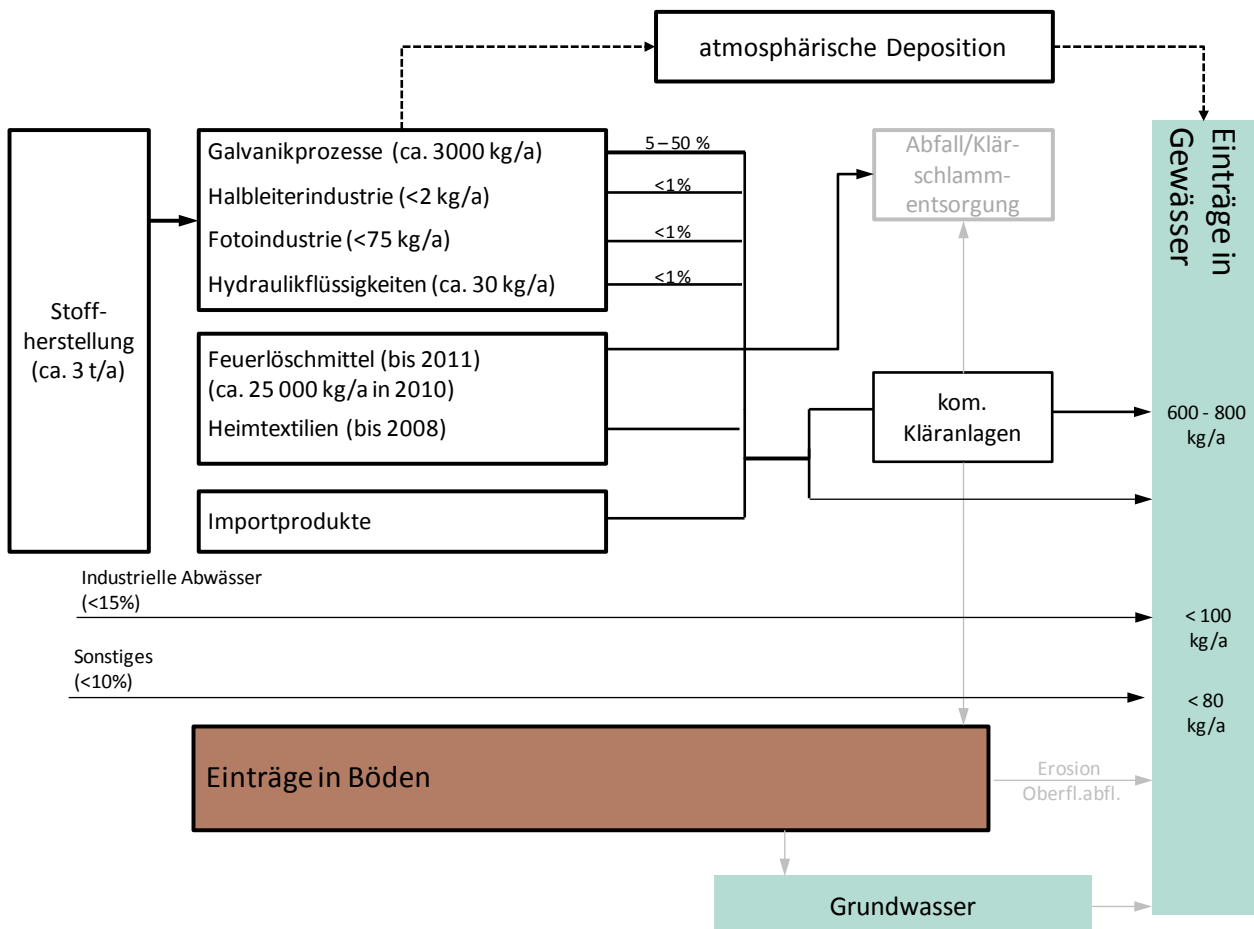 atmosphärische Deposition
Stoff-
herstellung
(ca. 3 t/a)
Galvanikprozesse (ca. 3000 kg/a)
Halbleiterindustrie (<2 kg/a)
Fotoindustrie (<75 kg/a)
Hydraulikflüssigkeiten (ca. 30 kg/a)
5 – 50 %
<1%
<1%
<1%
Abfall/Klär-
schlamm-
entsorgung
Einträge in
Gewässer
Feuerlöschmittel (bis 2011)
(ca. 25 000 kg/a in 2010)
Heimtextilien (bis 2008)
kom.
Kläranlagen
600 - 800
kg/a
Importprodukte
Industrielle Abwässer
(<15%)
< 100
kg/a
Sonstiges
(<10%)
< 80
kg/a
Einträge in Böden
Erosion
Oberfl.abfl.
Grundwasser